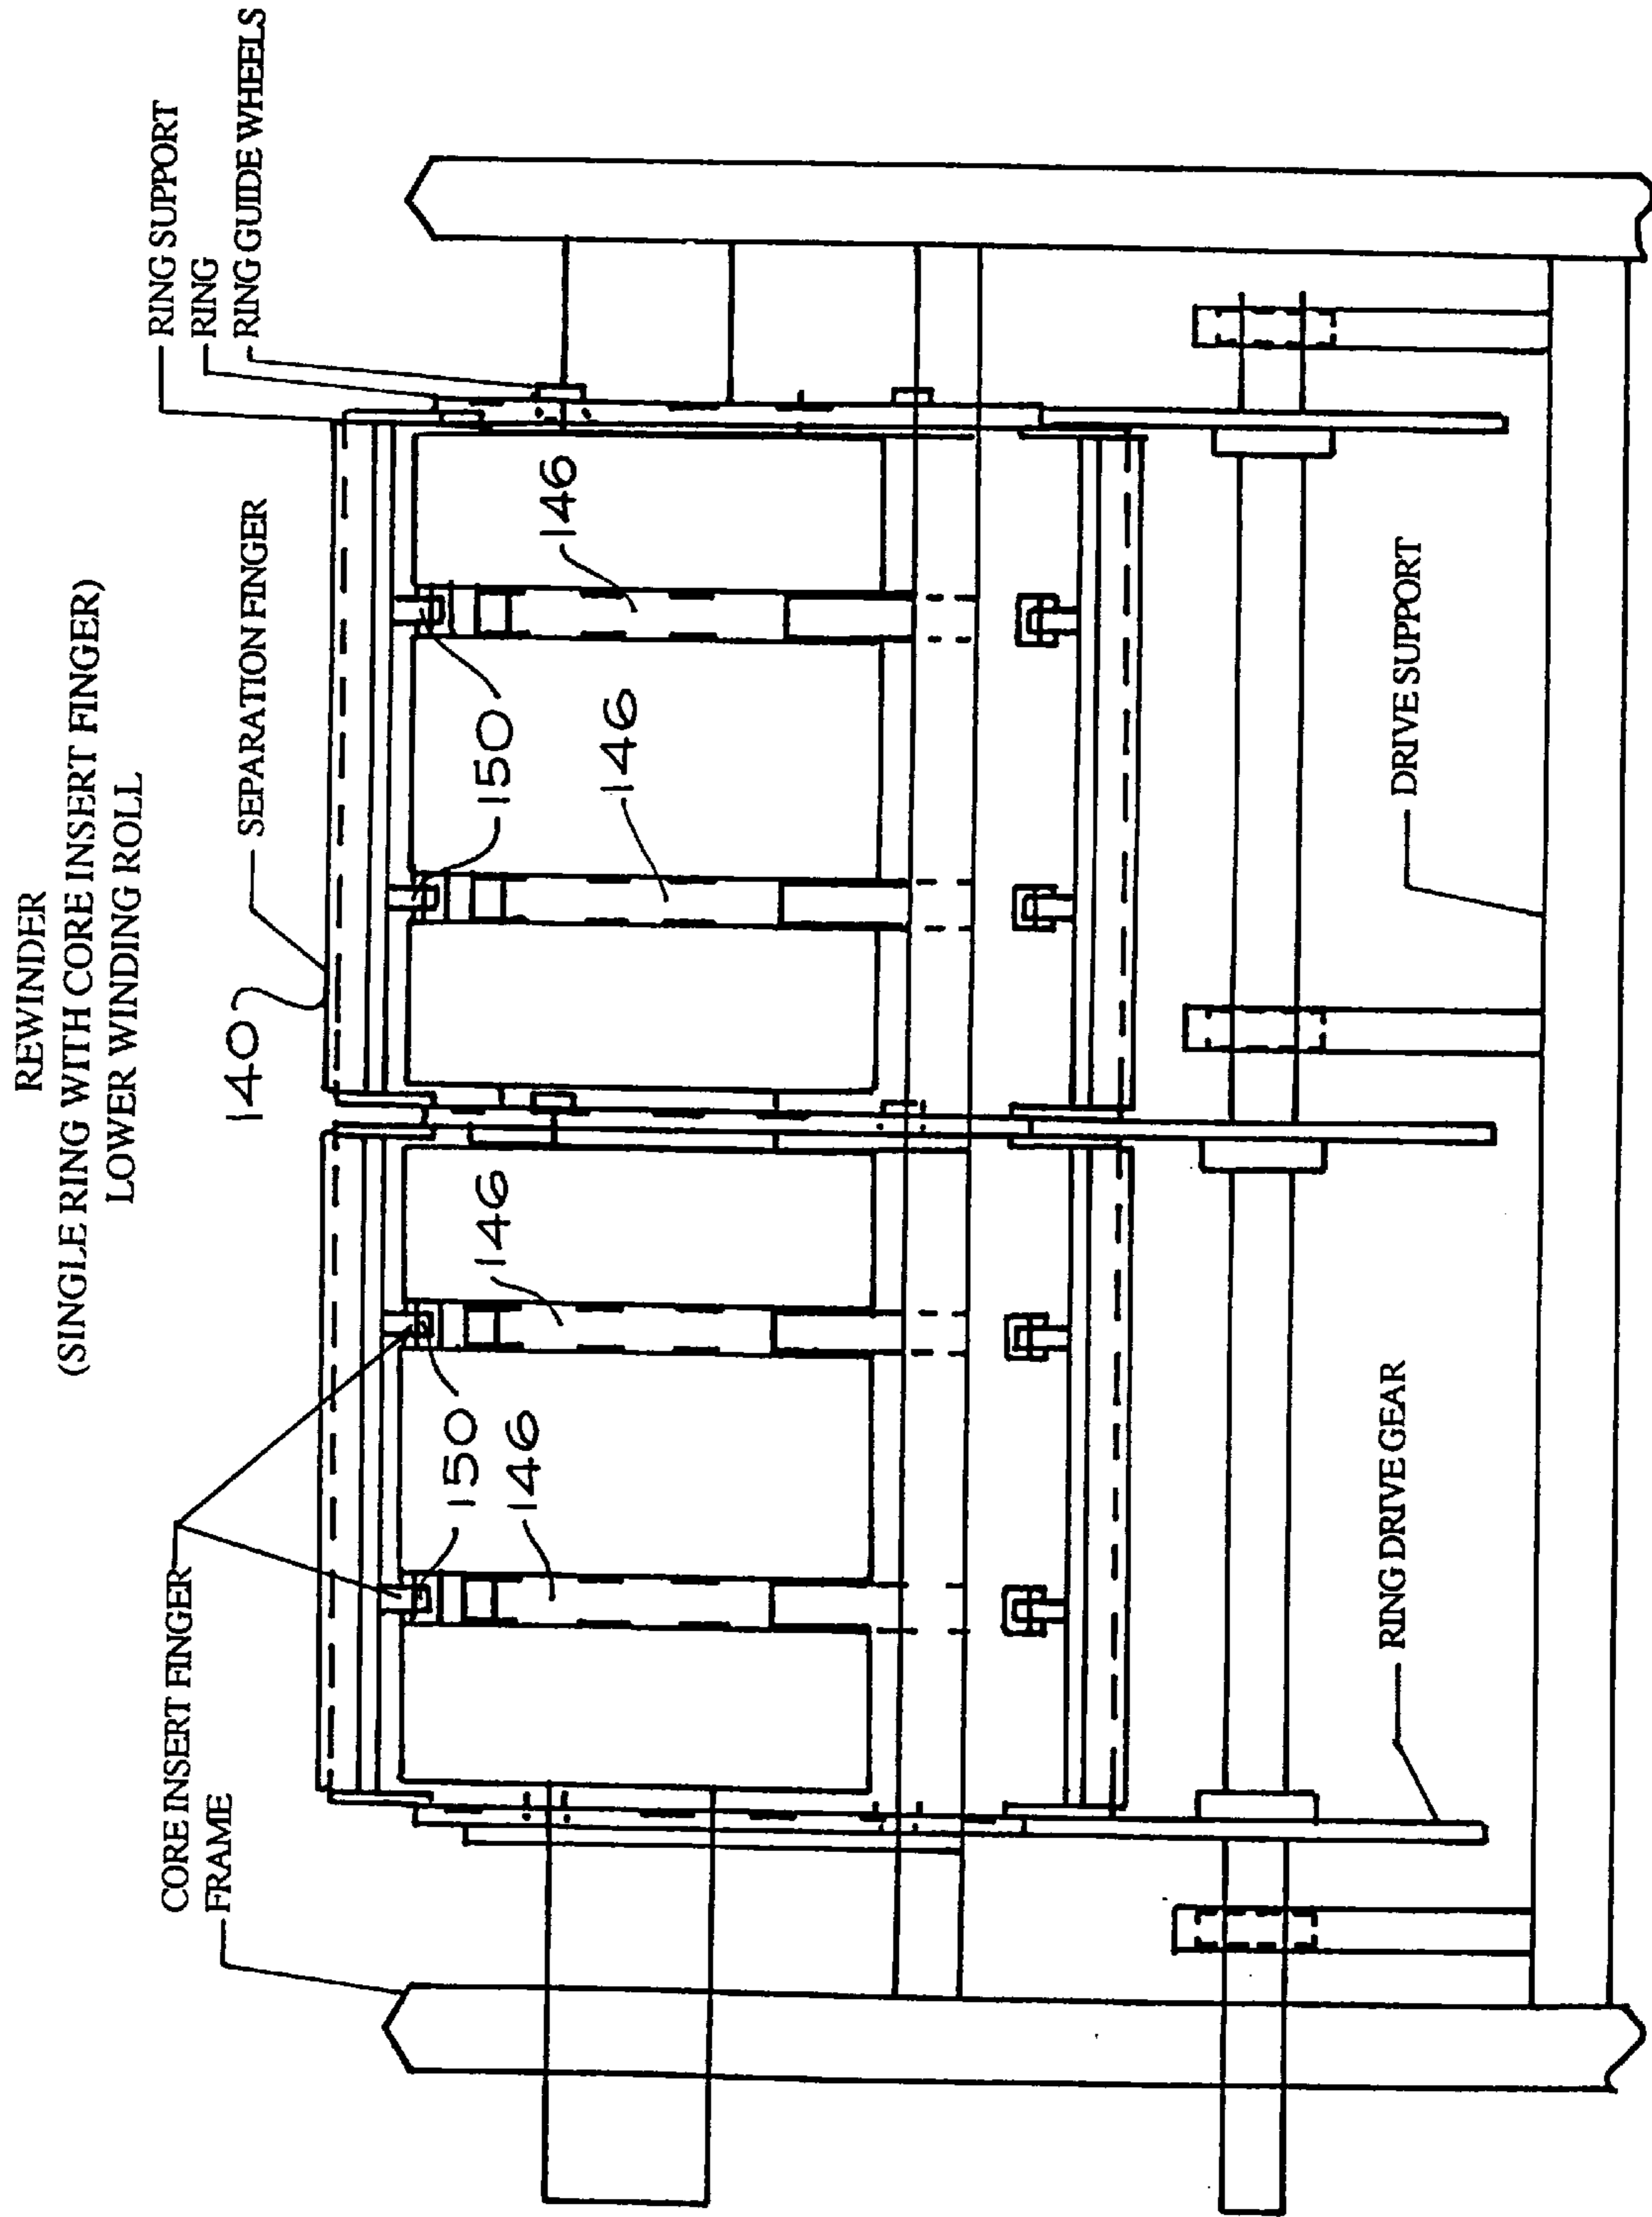 REWINDER
(SINGLE RING WITH CORE INSERT FINGER)
LOWER WINDING ROLL
CORE INSERT FINGER
FRAME
140
SEPARATION FINGER
RING SUPPORT
RING
RING GUIDE WHEELS
150
146
150
146
146
150
146
RING DRIVE GEAR
DRIVE SUPPORT